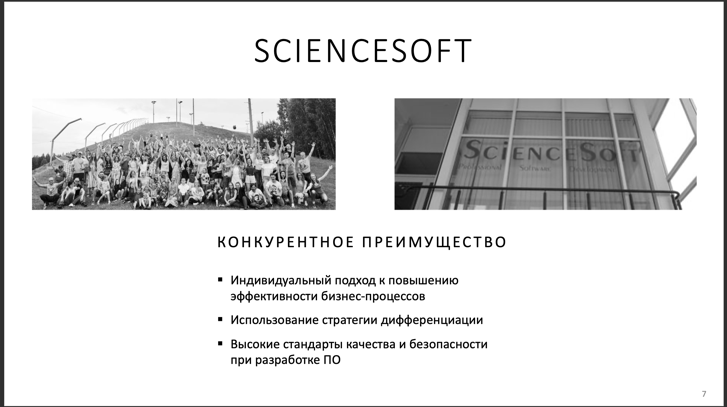 SCIENCESOFT
SCIENCESOFT
КОНКУРЕНТНОЕ ПРЕИМУЩЕСТВО
▪ Индивидуальный подход к повышению
эффективности бизнес-процессов
▪ Использование стратегии дифференциации
▪ Высокие стандарты качества и безопасности
при разработке ПО
7